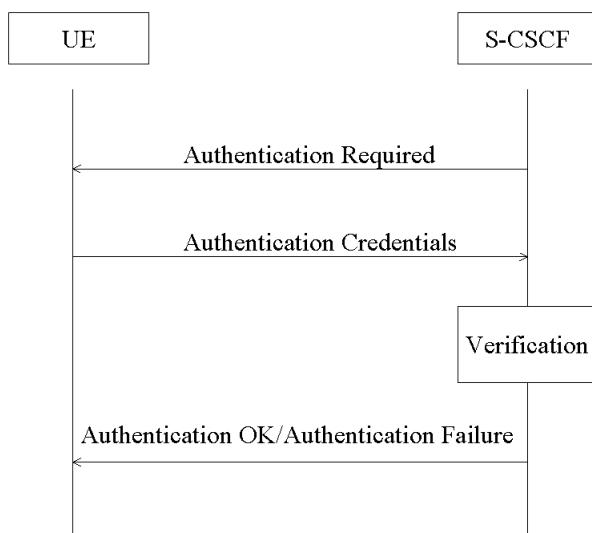 UE
S-CSCF
Authentication Required
Authentication Credentials
Verification
Authentication OK/Authentication Failure